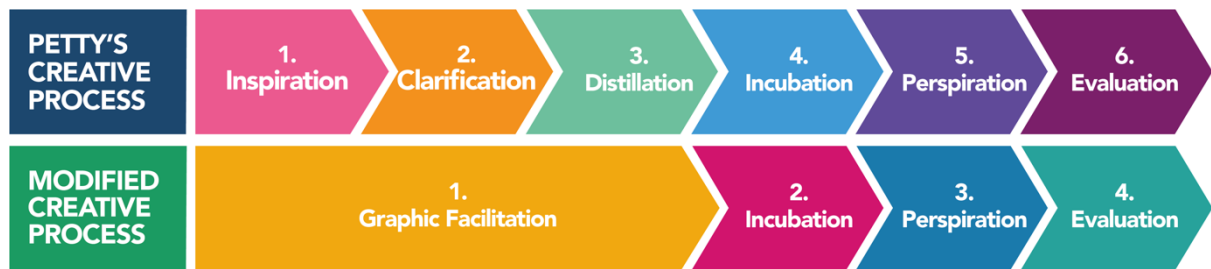 PETTY'S
CREATIVE
PROCESS
1.
Inspiration
2.
Clarification
3.
Distillation
4.
Incubation
5.
Perspiration
6.
Evaluation
MODIFIED
CREATIVE
PROCESS
1.
Graphic Facilitation
2.
Incubation
3.
Perspiration
4.
Evaluation